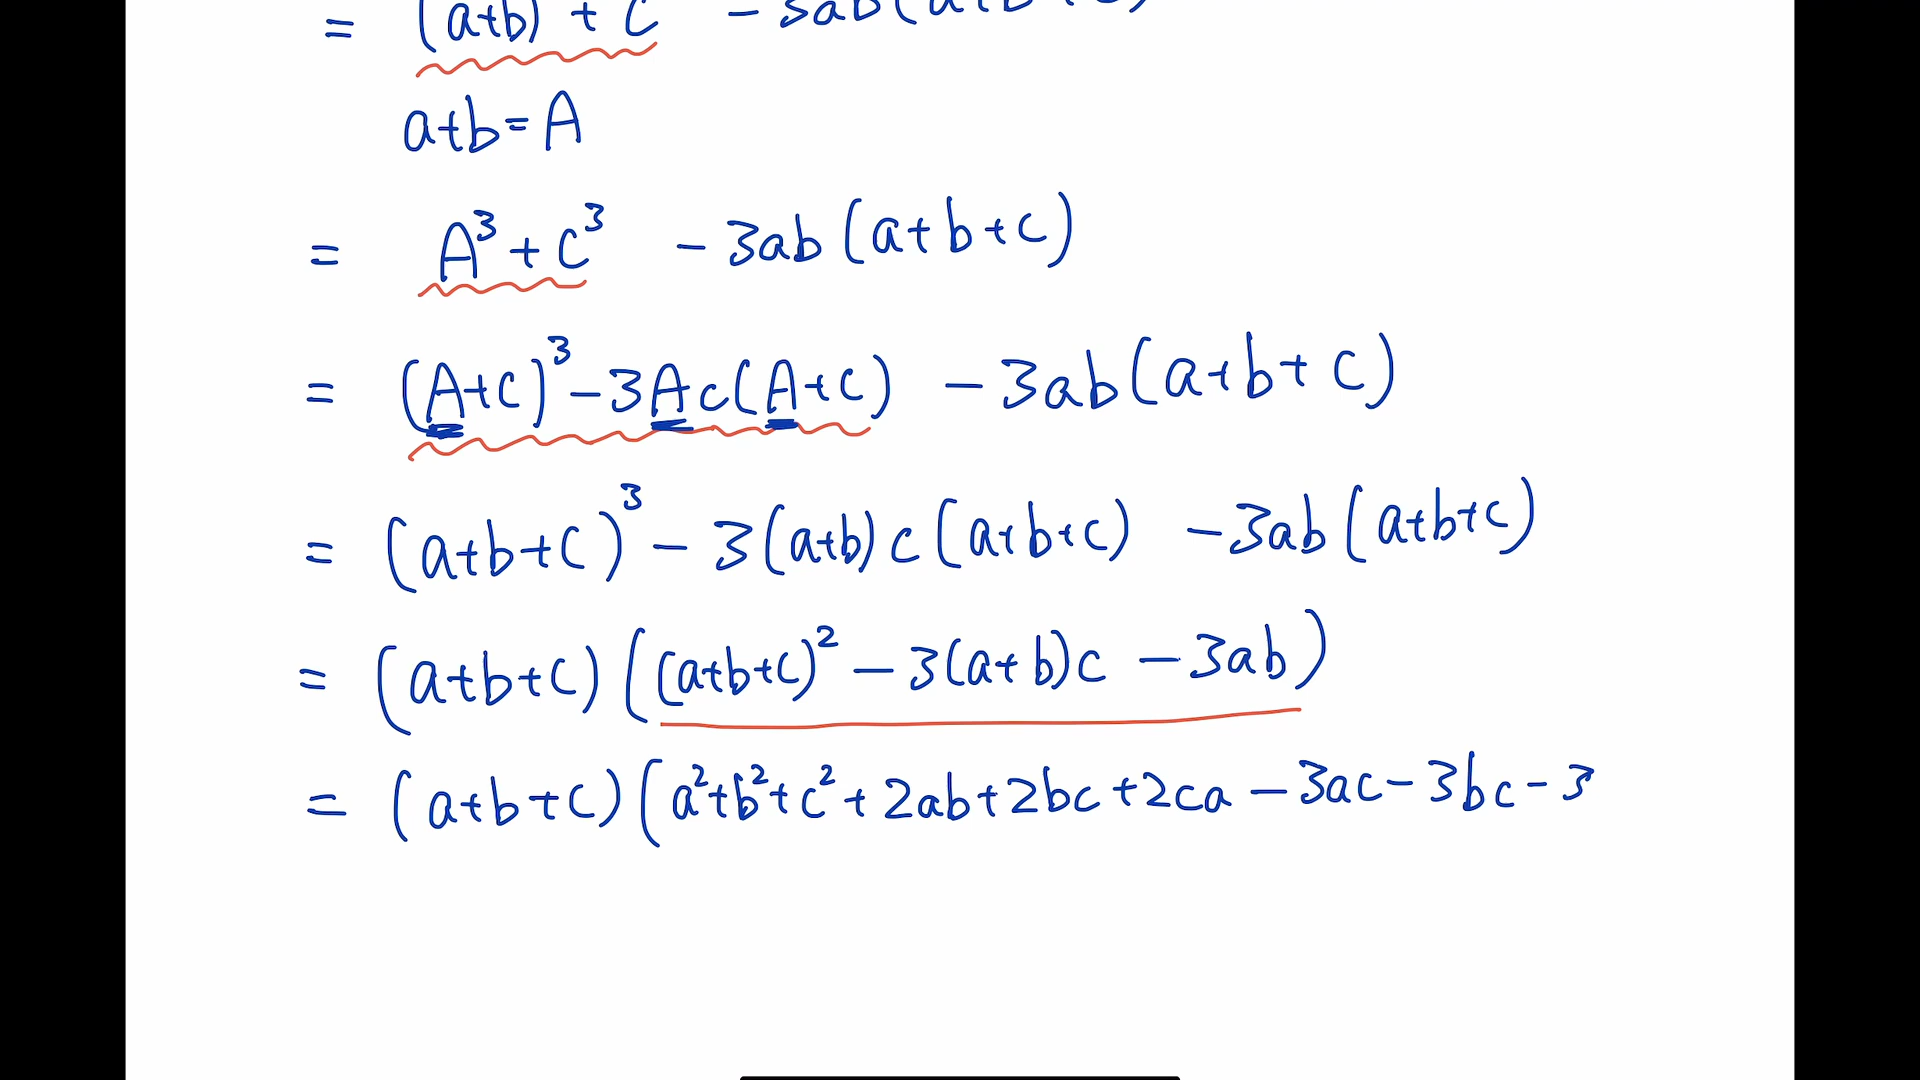 = (a+b) + c - 3ab(a+b+c)
a+b=A
= A³+c³ -3ab(a+b+c)
= (A+c)³-3Ac(A+c) -3ab(a+b+c)
= (a+b+c)³ - 3(a+b)c(a+b+c) -3ab(a+b+c)
= (a+b+c)((a+b+c)² - 3(a+b)c - 3ab)
= (a+b+c)(a²+b²+c²+2ab+2bc+2ca-3ac-3bc-3